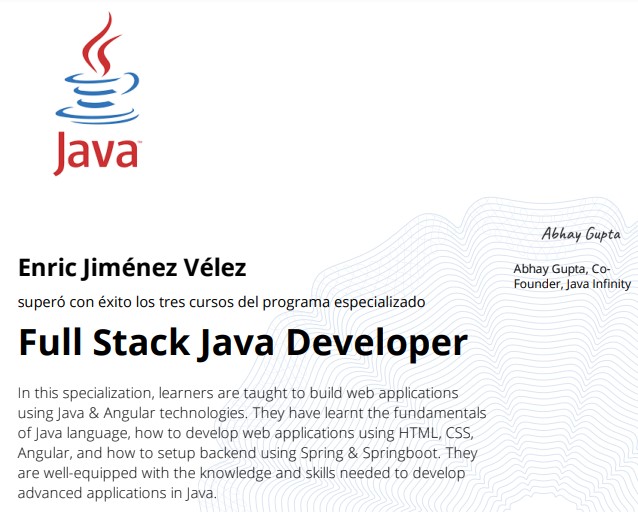 Java™
Abhay Gupta
Abhay Gupta, Co-
Founder, Java Infinity
Enric Jiménez Vélez
superó con éxito los tres cursos del programa especializado
Full Stack Java Developer
In this specialization, learners are taught to build web applications
using Java & Angular technologies. They have learnt the fundamentals
of Java language, how to develop web applications using HTML, CSS,
Angular, and how to setup backend using Spring & Springboot. They
are well-equipped with the knowledge and skills needed to develop
advanced applications in Java.